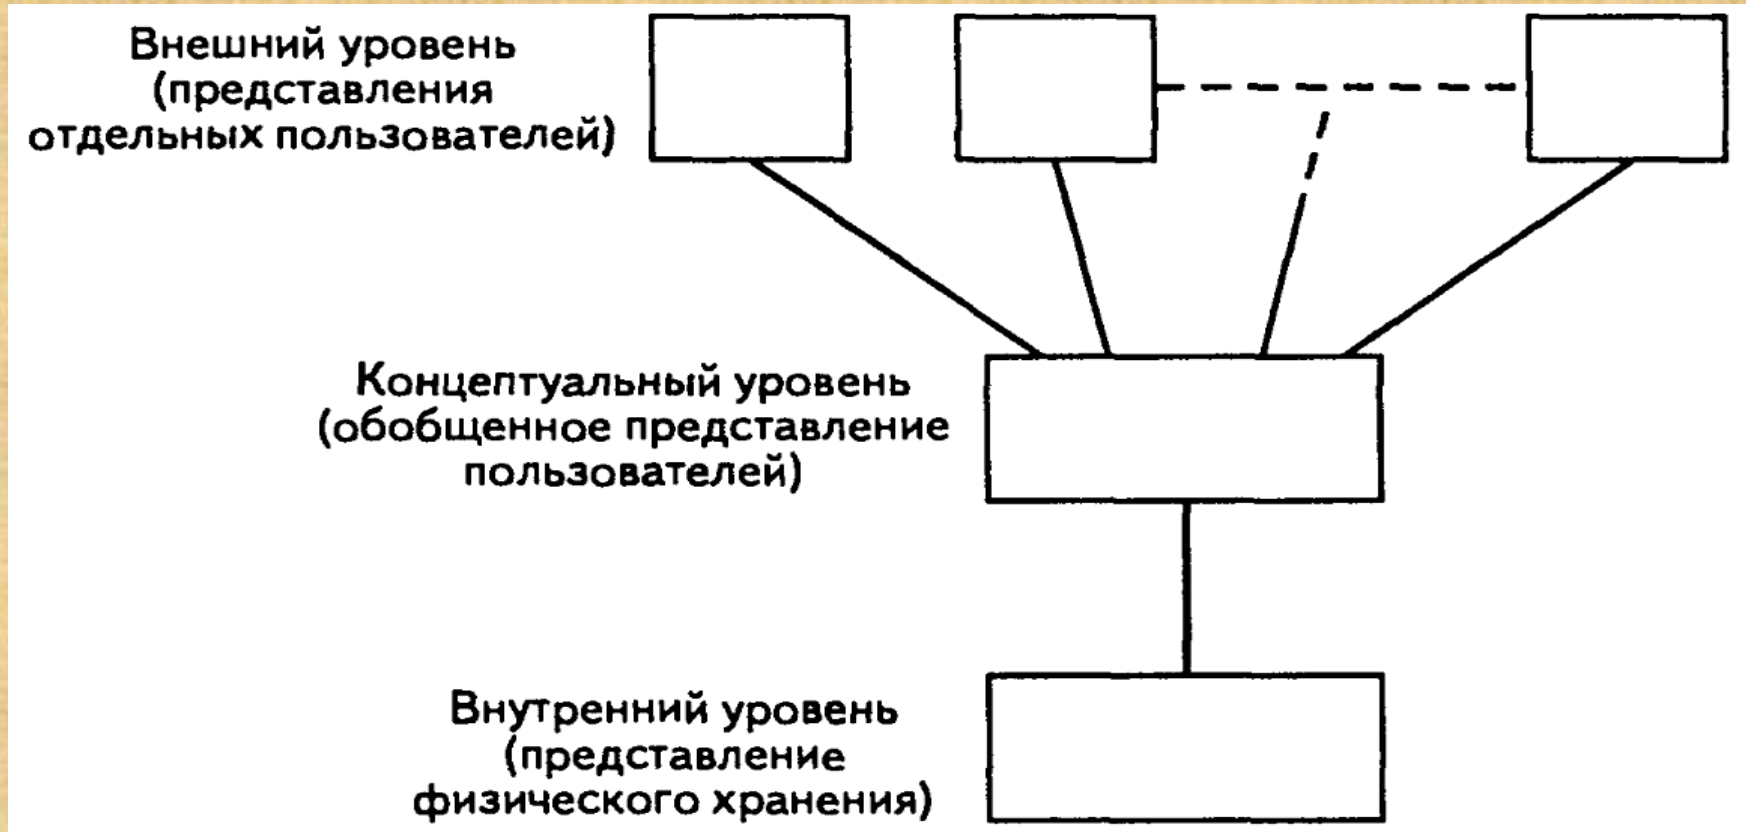 Внешний уровень
(представления
отдельных пользователей)
Концептуальный уровень
(обобщенное представление
пользователей)
Внутренний уровень
(представление
физического хранения)